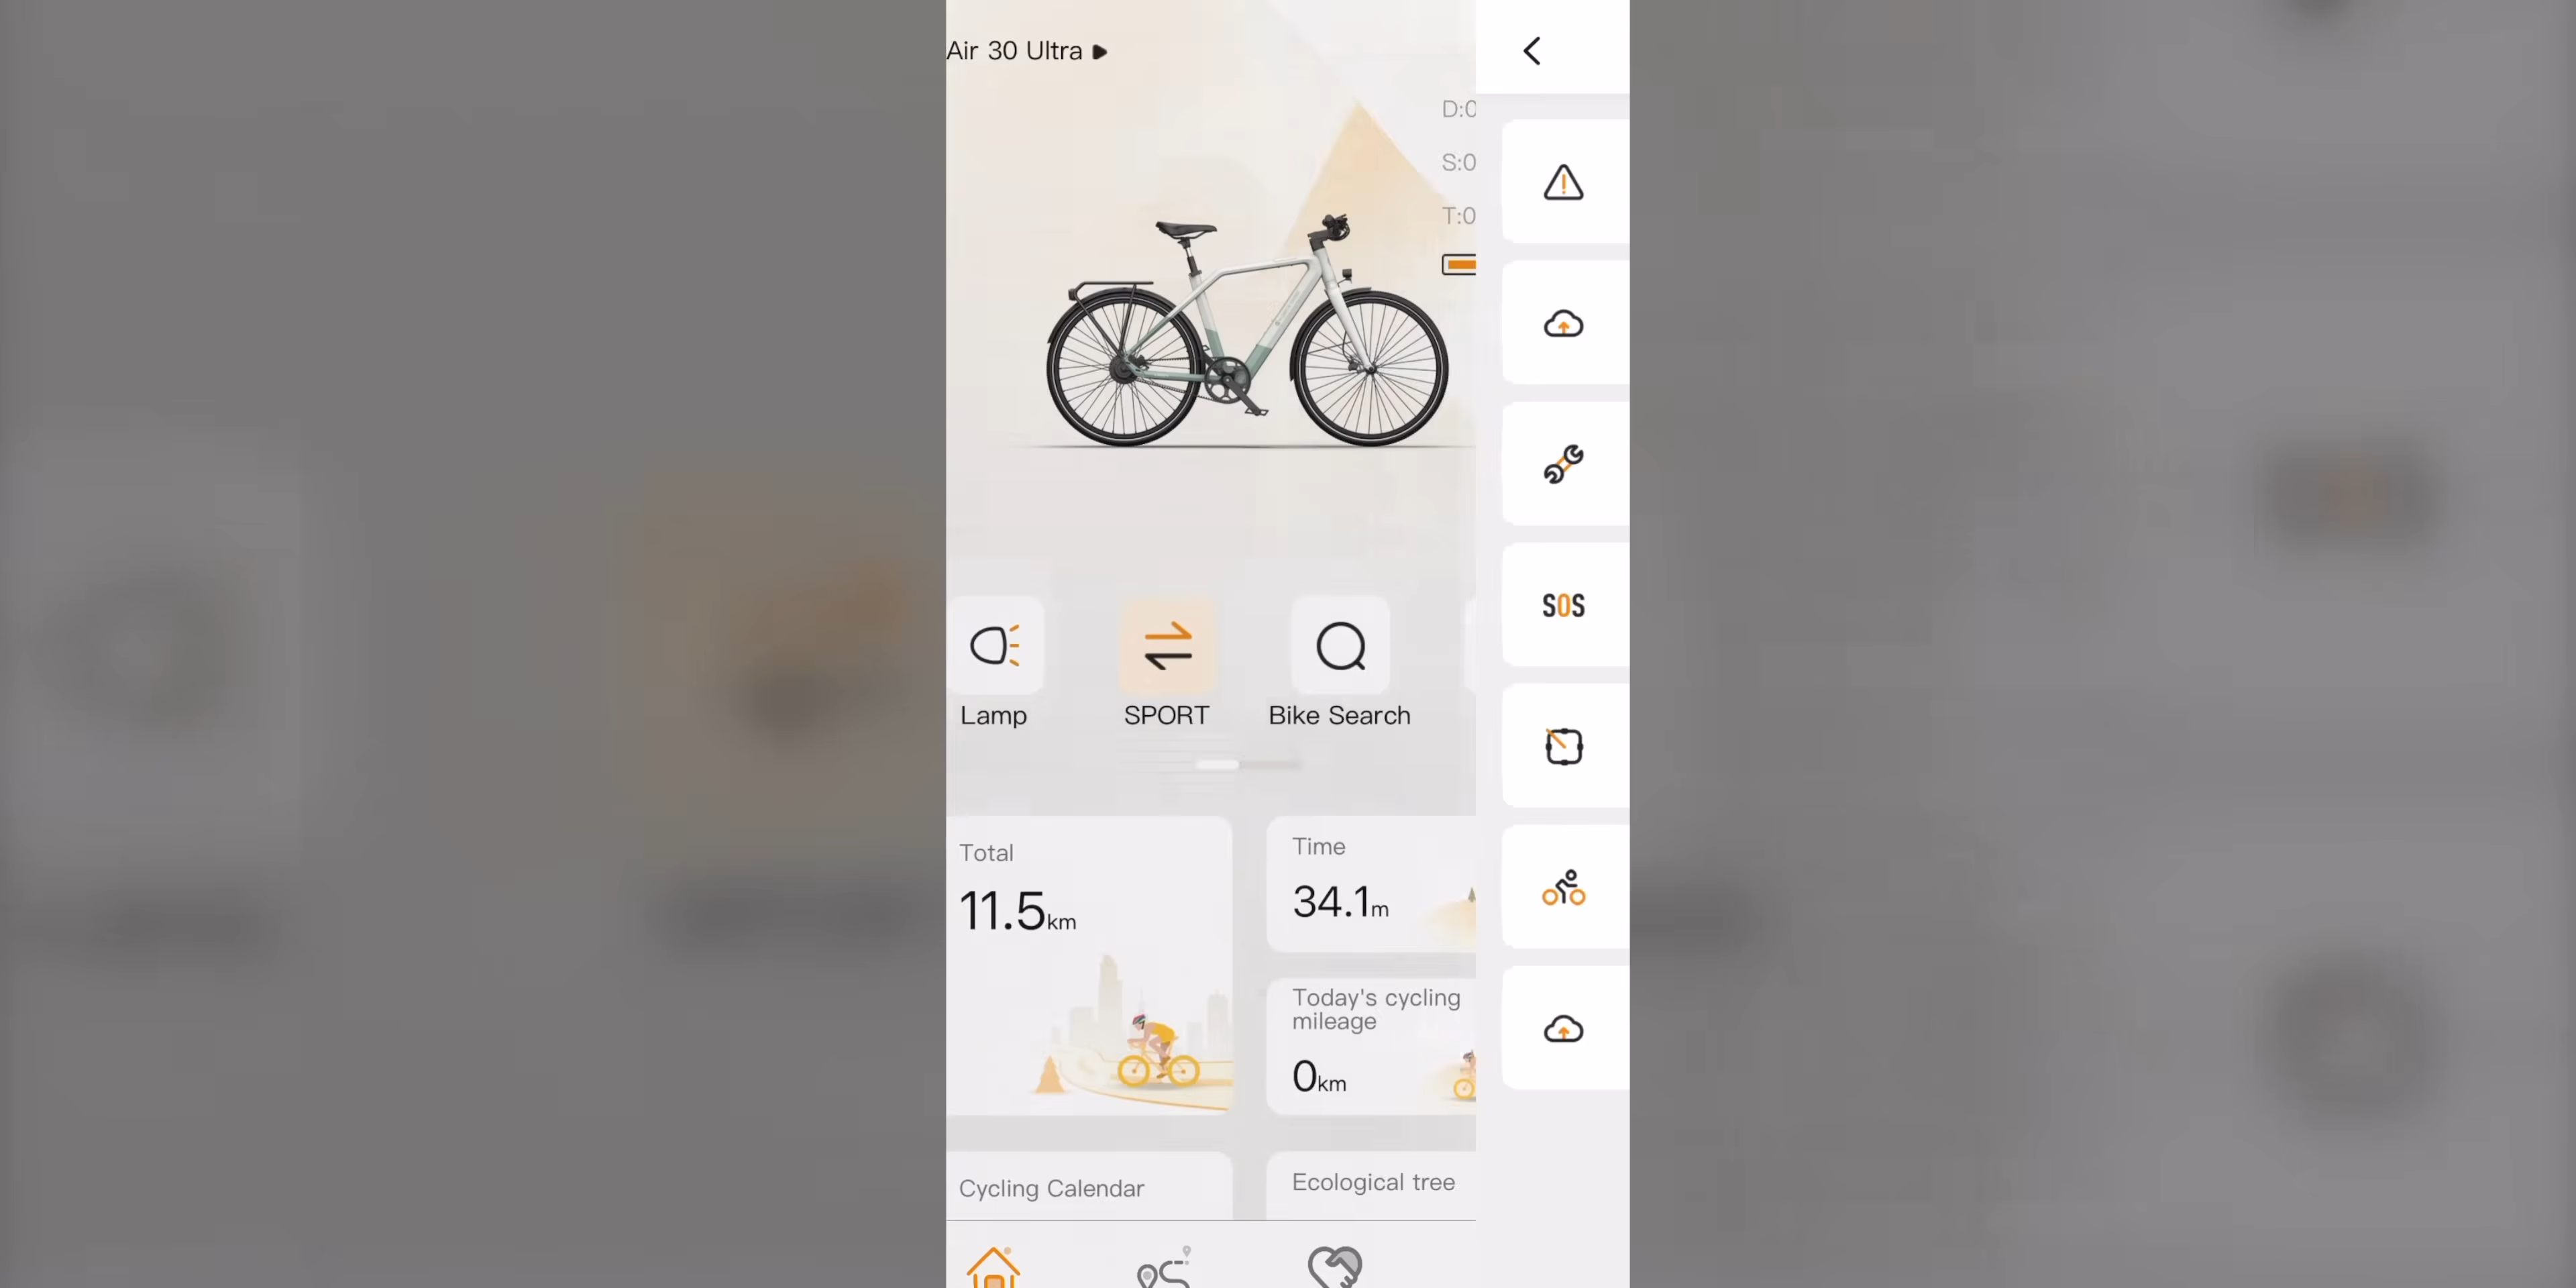 Air 30 Ultra
D:0
S:0
T:0
SOS
Lamp
SPORT
Bike Search
Total
11.5km
Time
34.1m
Today's cycling
mileage
0km
Cycling Calendar
Ecological tree